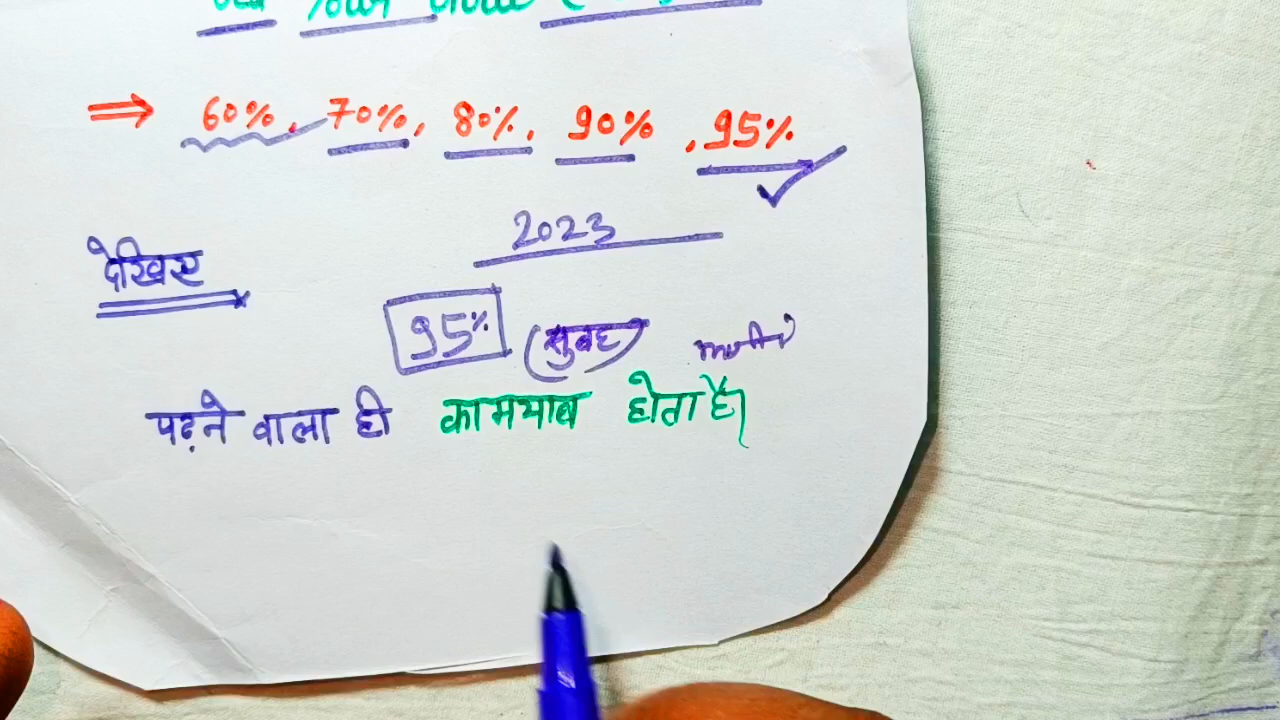 ⇒ 60%, 70%, 80%, 90%, 95%
2023
देखिए
95% (सुबह)
पढ़ने वाला ही कामयाब होता है।